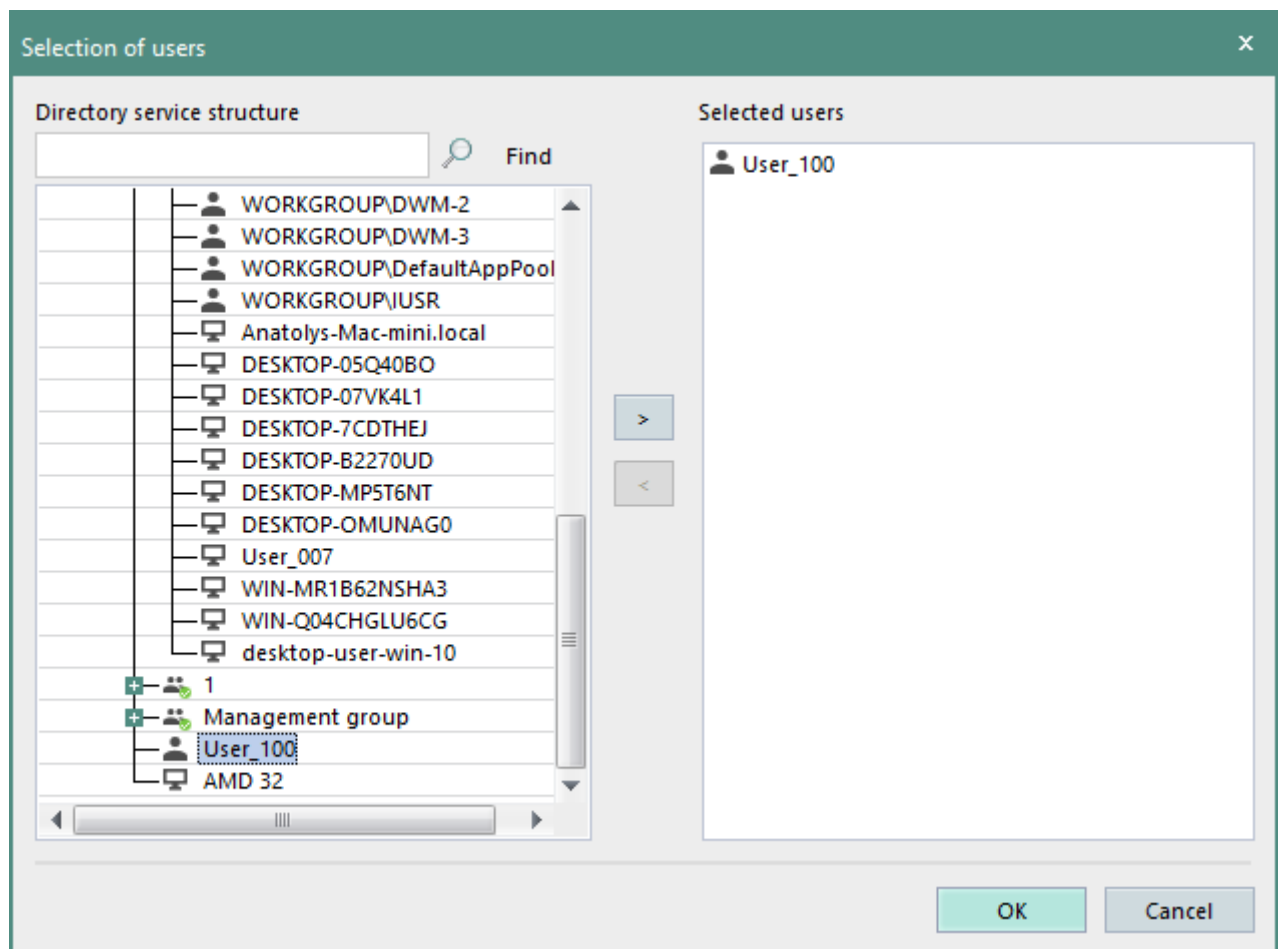 Selection of users
x
Directory service structure
Find
WORKGROUP\DWM-2
WORKGROUP\DWM-3
WORKGROUP\DefaultAppPool
WORKGROUP\IUSR
Anatolys-Mac-mini.local
DESKTOP-05Q40BO
DESKTOP-07VK4L1
DESKTOP-7CDTHEJ
DESKTOP-B2270UD
DESKTOP-MP5T6NT
DESKTOP-OMUNAG0
User_007
WIN-MR1B62NSHA3
WIN-Q04CHGLU6CG
desktop-user-win-10
1
Management group
User_100
AMD 32
>
<
Selected users
User_100
OK
Cancel